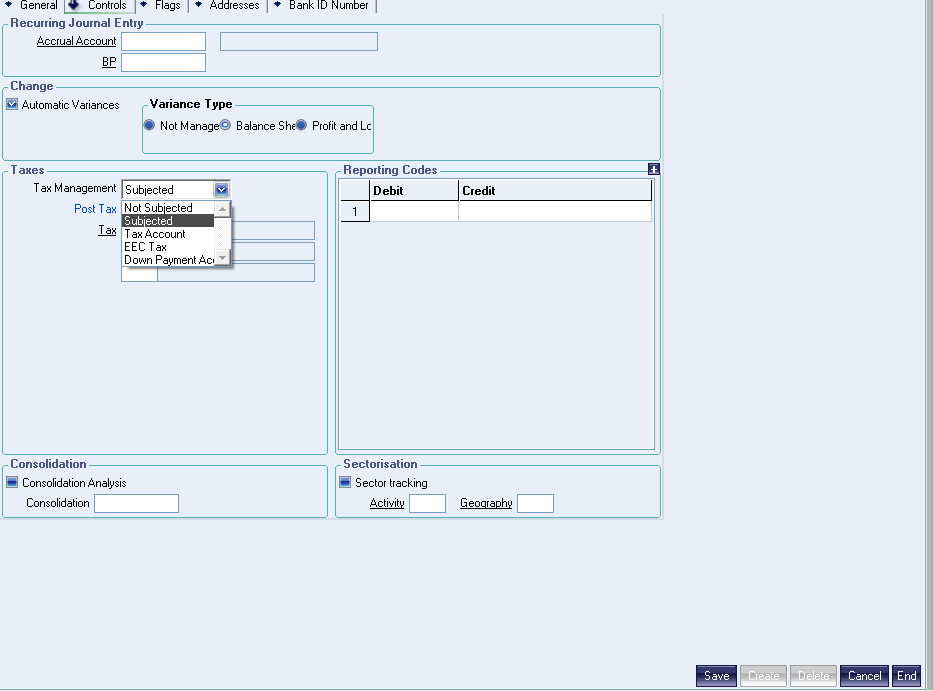 General Controls Flags Addresses Bank ID Number
Recurring Journal Entry
Accrual Account
BP
Change
Automatic Variances
Variance Type
Not Manage Balance She Profit and Lc
Taxes
Reporting Codes
Tax Management Subjected
Debit Credit
Post Tax
Not Subjected
1
Subjected
Tax
Tax Account
EEC Tax
Down Payment Acc
Consolidation
Sectorisation
Consolidation Analysis
Sector tracking
Consolidation
Activity Geography
Save Create Delete Cancel End